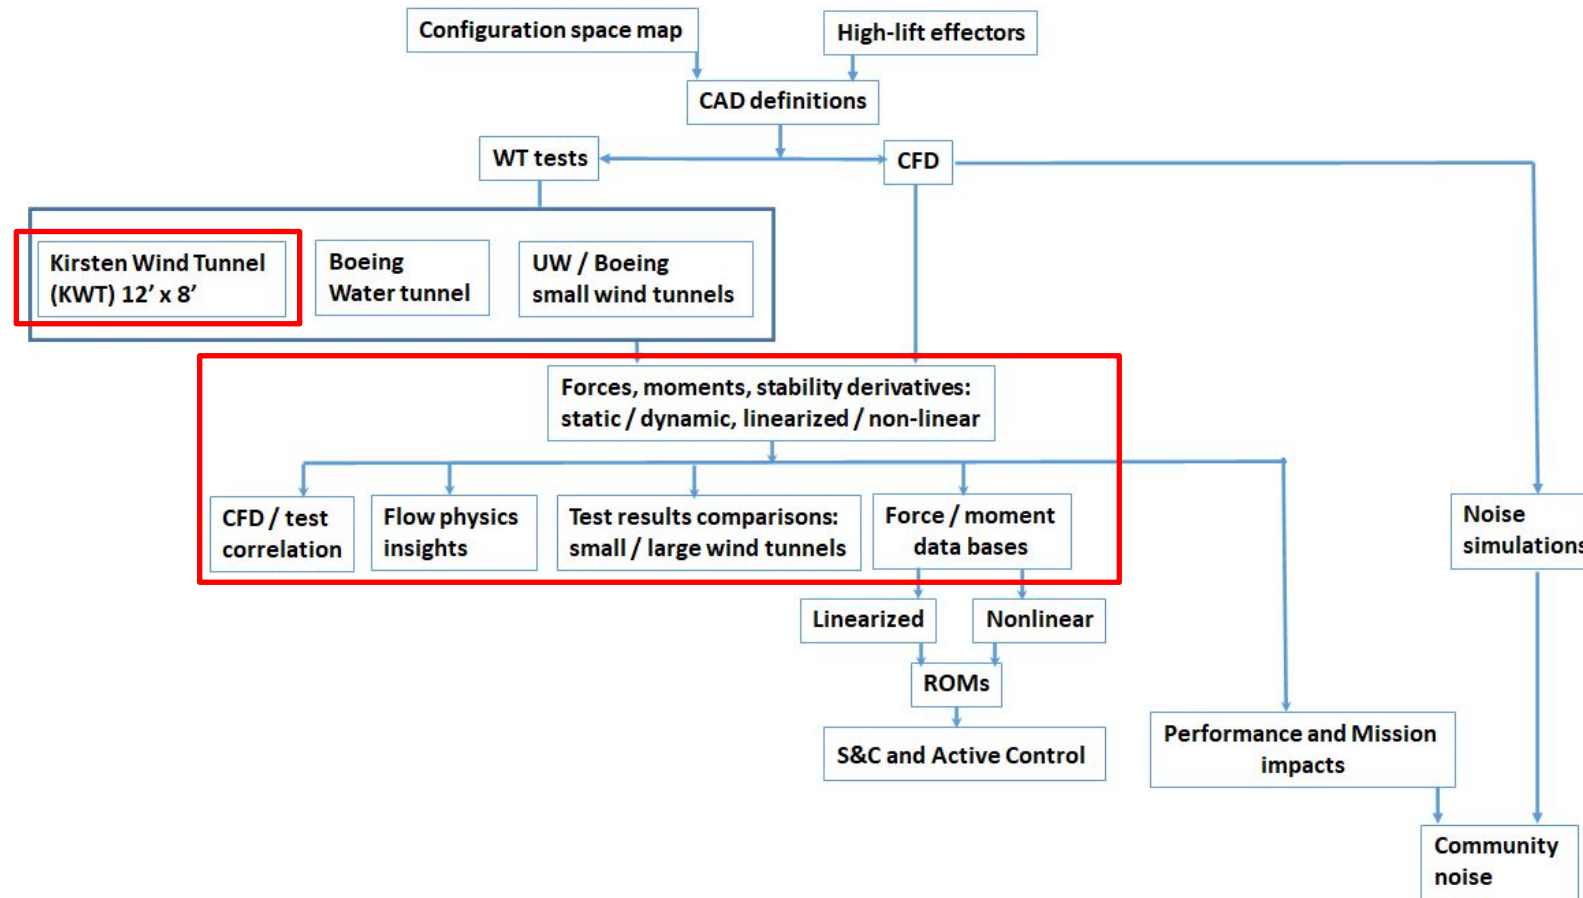 Configuration space map
High-lift effectors
CAD definitions
WT tests
CFD
Kirsten Wind Tunnel
(KWT) 12’ x 8’
Boeing
Water tunnel
UW / Boeing
small wind tunnels
Forces, moments, stability derivatives:
static / dynamic, linearized / non-linear
CFD / test
correlation
Flow physics
insights
Test results comparisons:
small / large wind tunnels
Force / moment
data bases
Noise
simulations
Linearized
Nonlinear
ROMs
S&C and Active Control
Performance and Mission
impacts
Community
noise